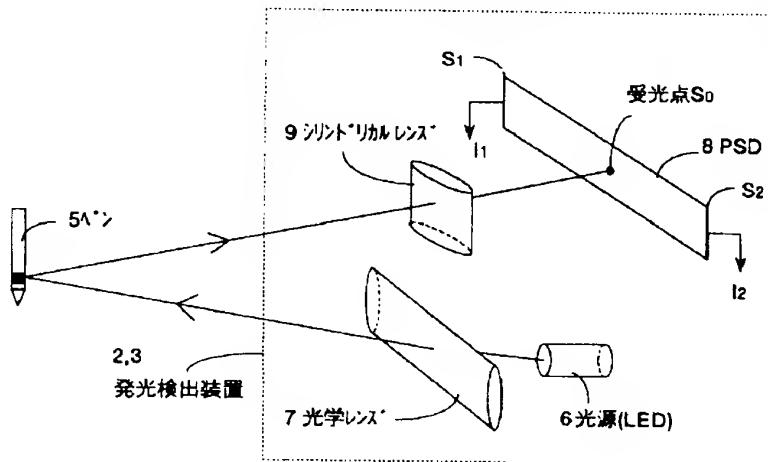 S1
受光点S0
9 シリンドリカル レンズ
I1
8 PSD
S2
5ペン
I2
2,3
発光検出装置
7 光学レンズ
6 光源(LED)